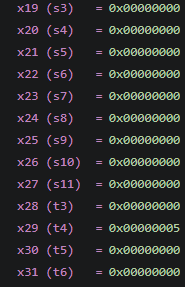 x19 (s3) = 0x00000000
x20 (s4) = 0x00000000
x21 (s5) = 0x00000000
x22 (s6) = 0x00000000
x23 (s7) = 0x00000000
x24 (s8) = 0x00000000
x25 (s9) = 0x00000000
x26 (s10) = 0x00000000
x27 (s11) = 0x00000000
x28 (t3) = 0x00000000
x29 (t4) = 0x00000005
x30 (t5) = 0x00000000
x31 (t6) = 0x00000000